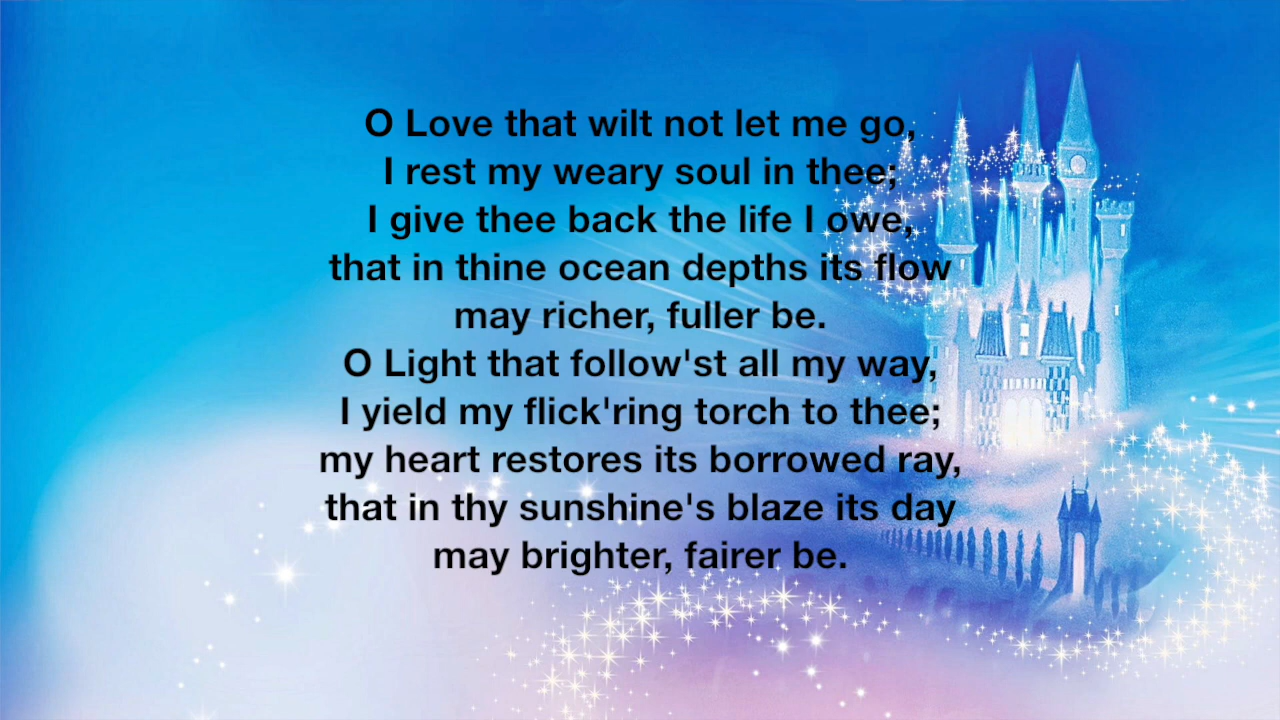 O Love that wilt not let me go,
I rest my weary soul in thee;
I give thee back the life I owe,
that in thine ocean depths its flow
may richer, fuller be.
O Light that follow'st all my way,
I yield my flick'ring torch to thee;
my heart restores its borrowed ray,
that in thy sunshine's blaze its day
may brighter, fairer be.